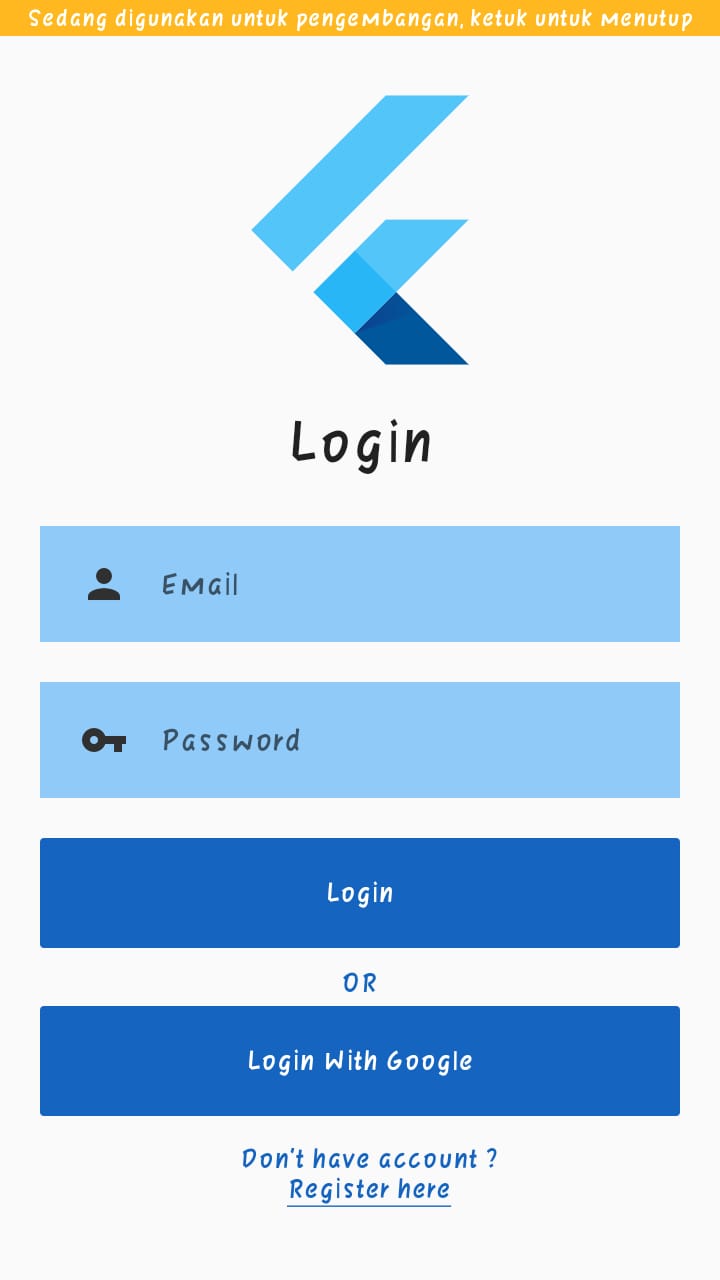 Sedang digunakan untuk pengembangan, ketuk untuk Menutup
Login
Email
Password
Login
OR
Login With Google
Don't have account ?
Register here